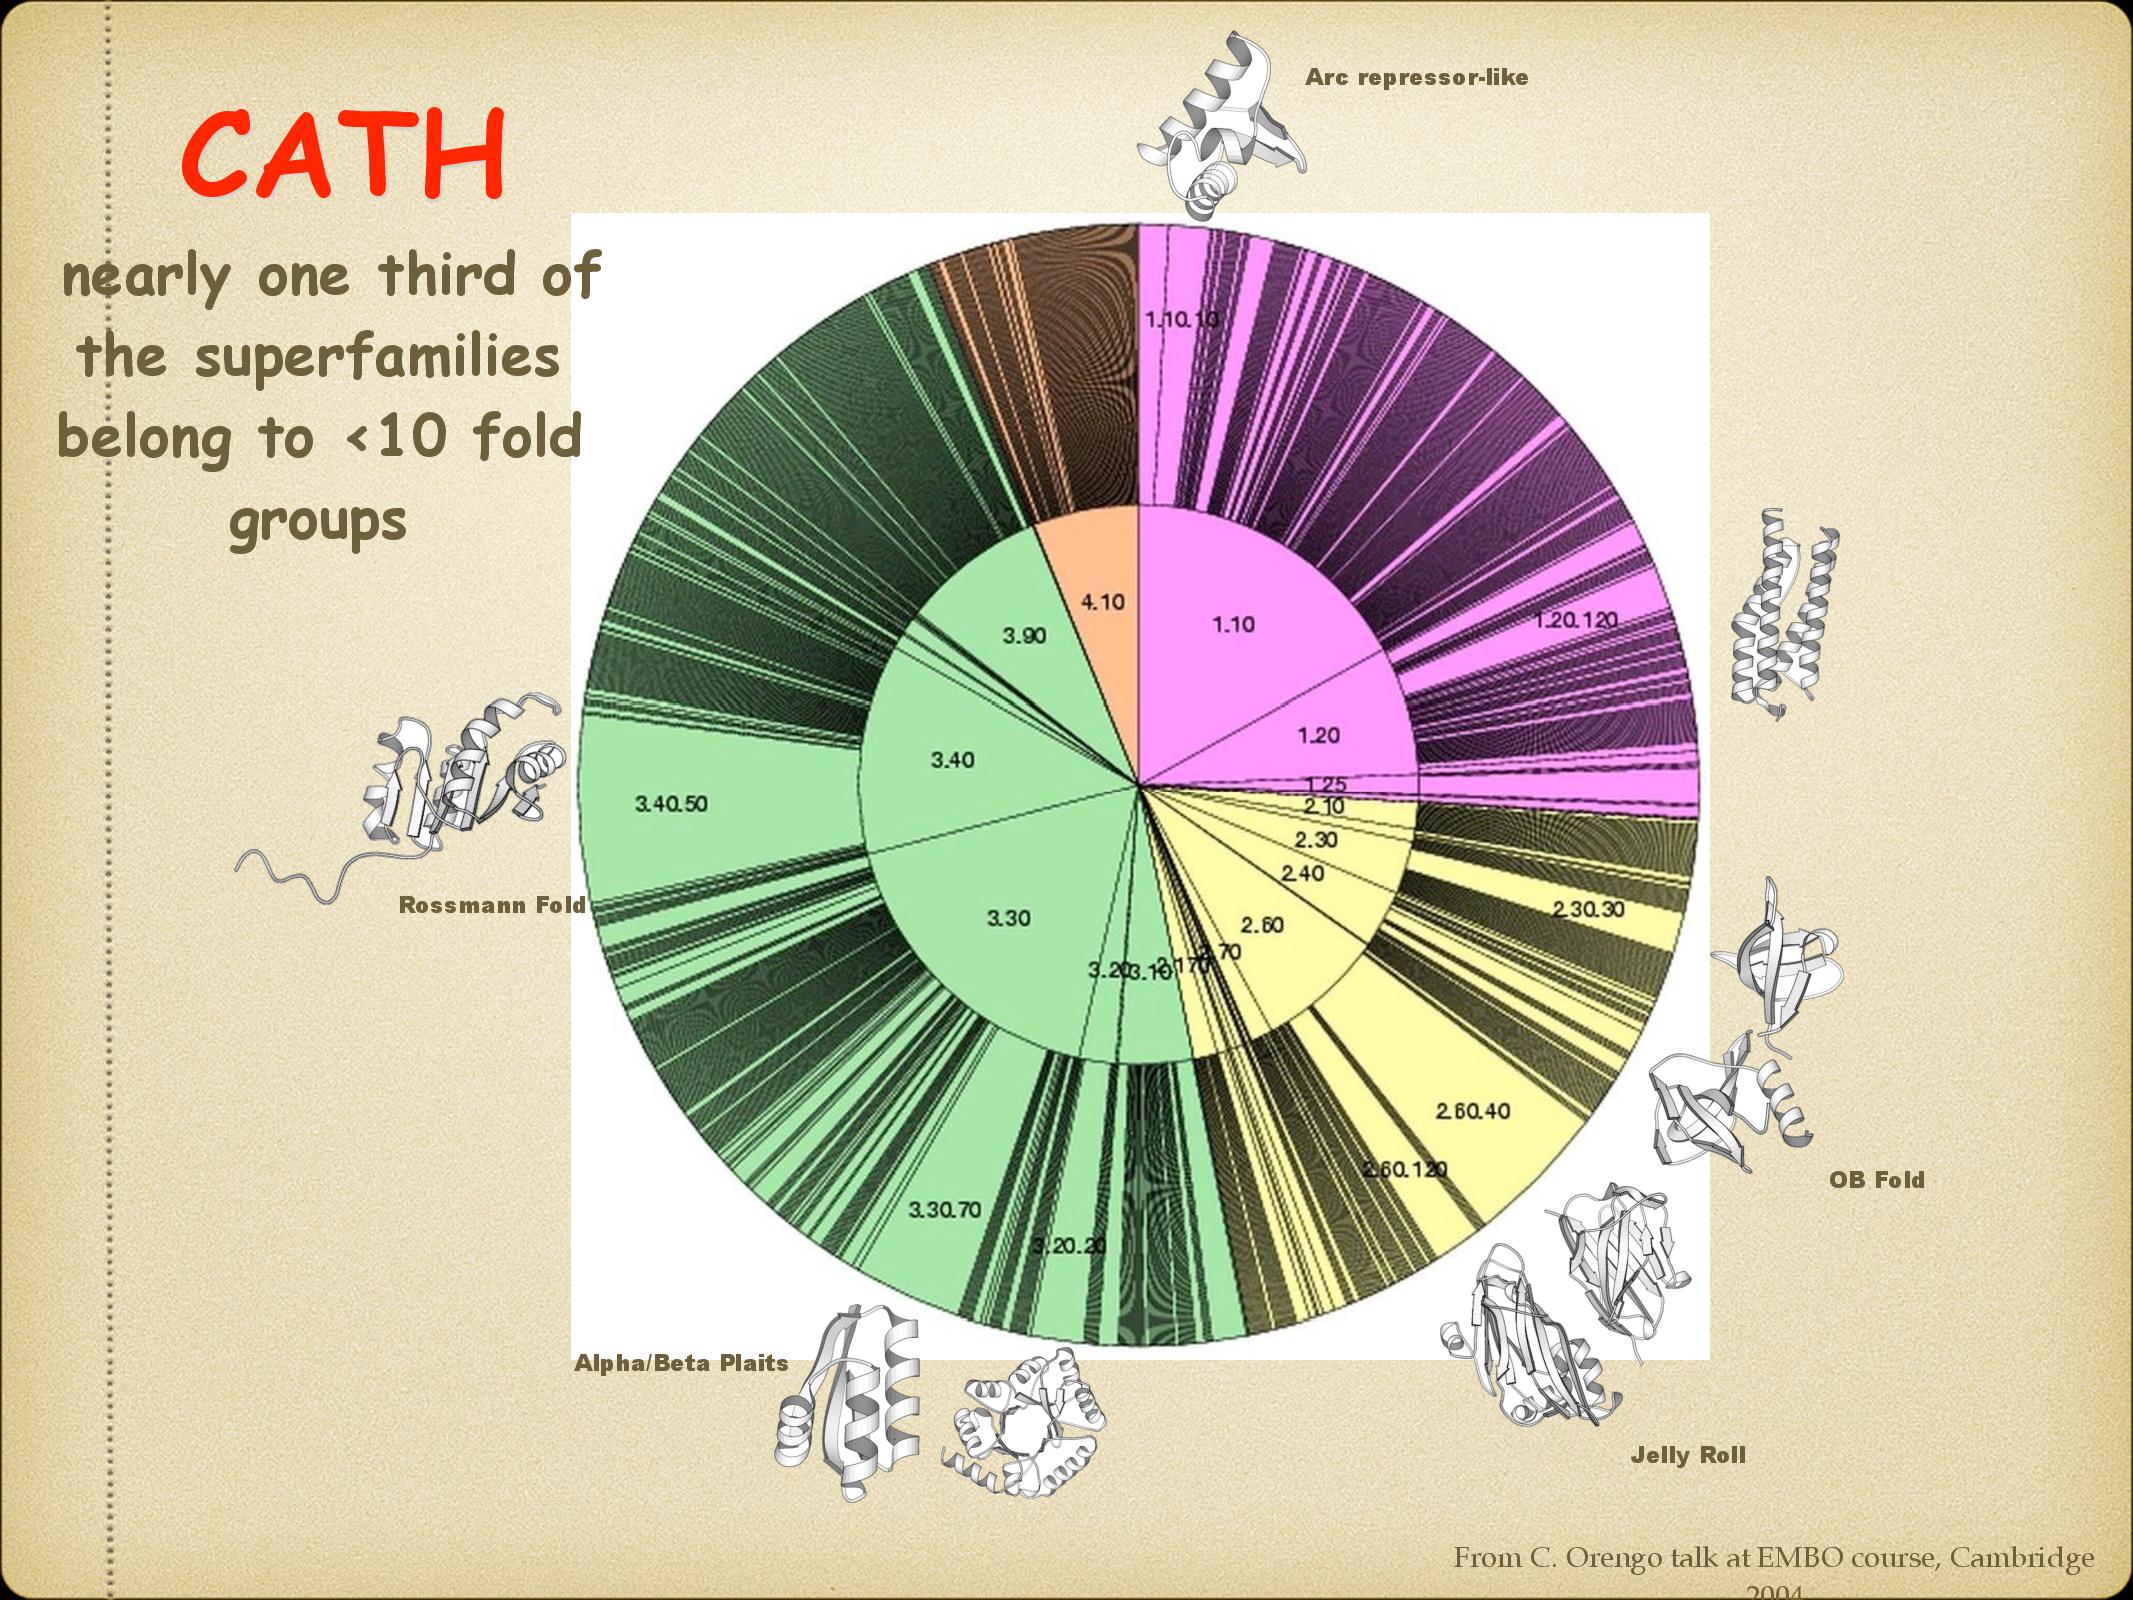 CATH
nearly one third of
the superfamilies
belong to <10 fold
groups
Arc repressor-like
1.10.10
4.10
1.10
3.90
1.20.120
1.20
3.40
1.25
3.40.50
2.10
2.30
2.40
Rossmann Fold
2.30.30
3.30
2.60
2.70
3.20
3.10
2.170
2.60.40
2.60.120
OB Fold
3.30.70
3.20.20
Alpha/Beta Plaits
Jelly Roll
From C. Orengo talk at EMBO course, Cambridge
2004